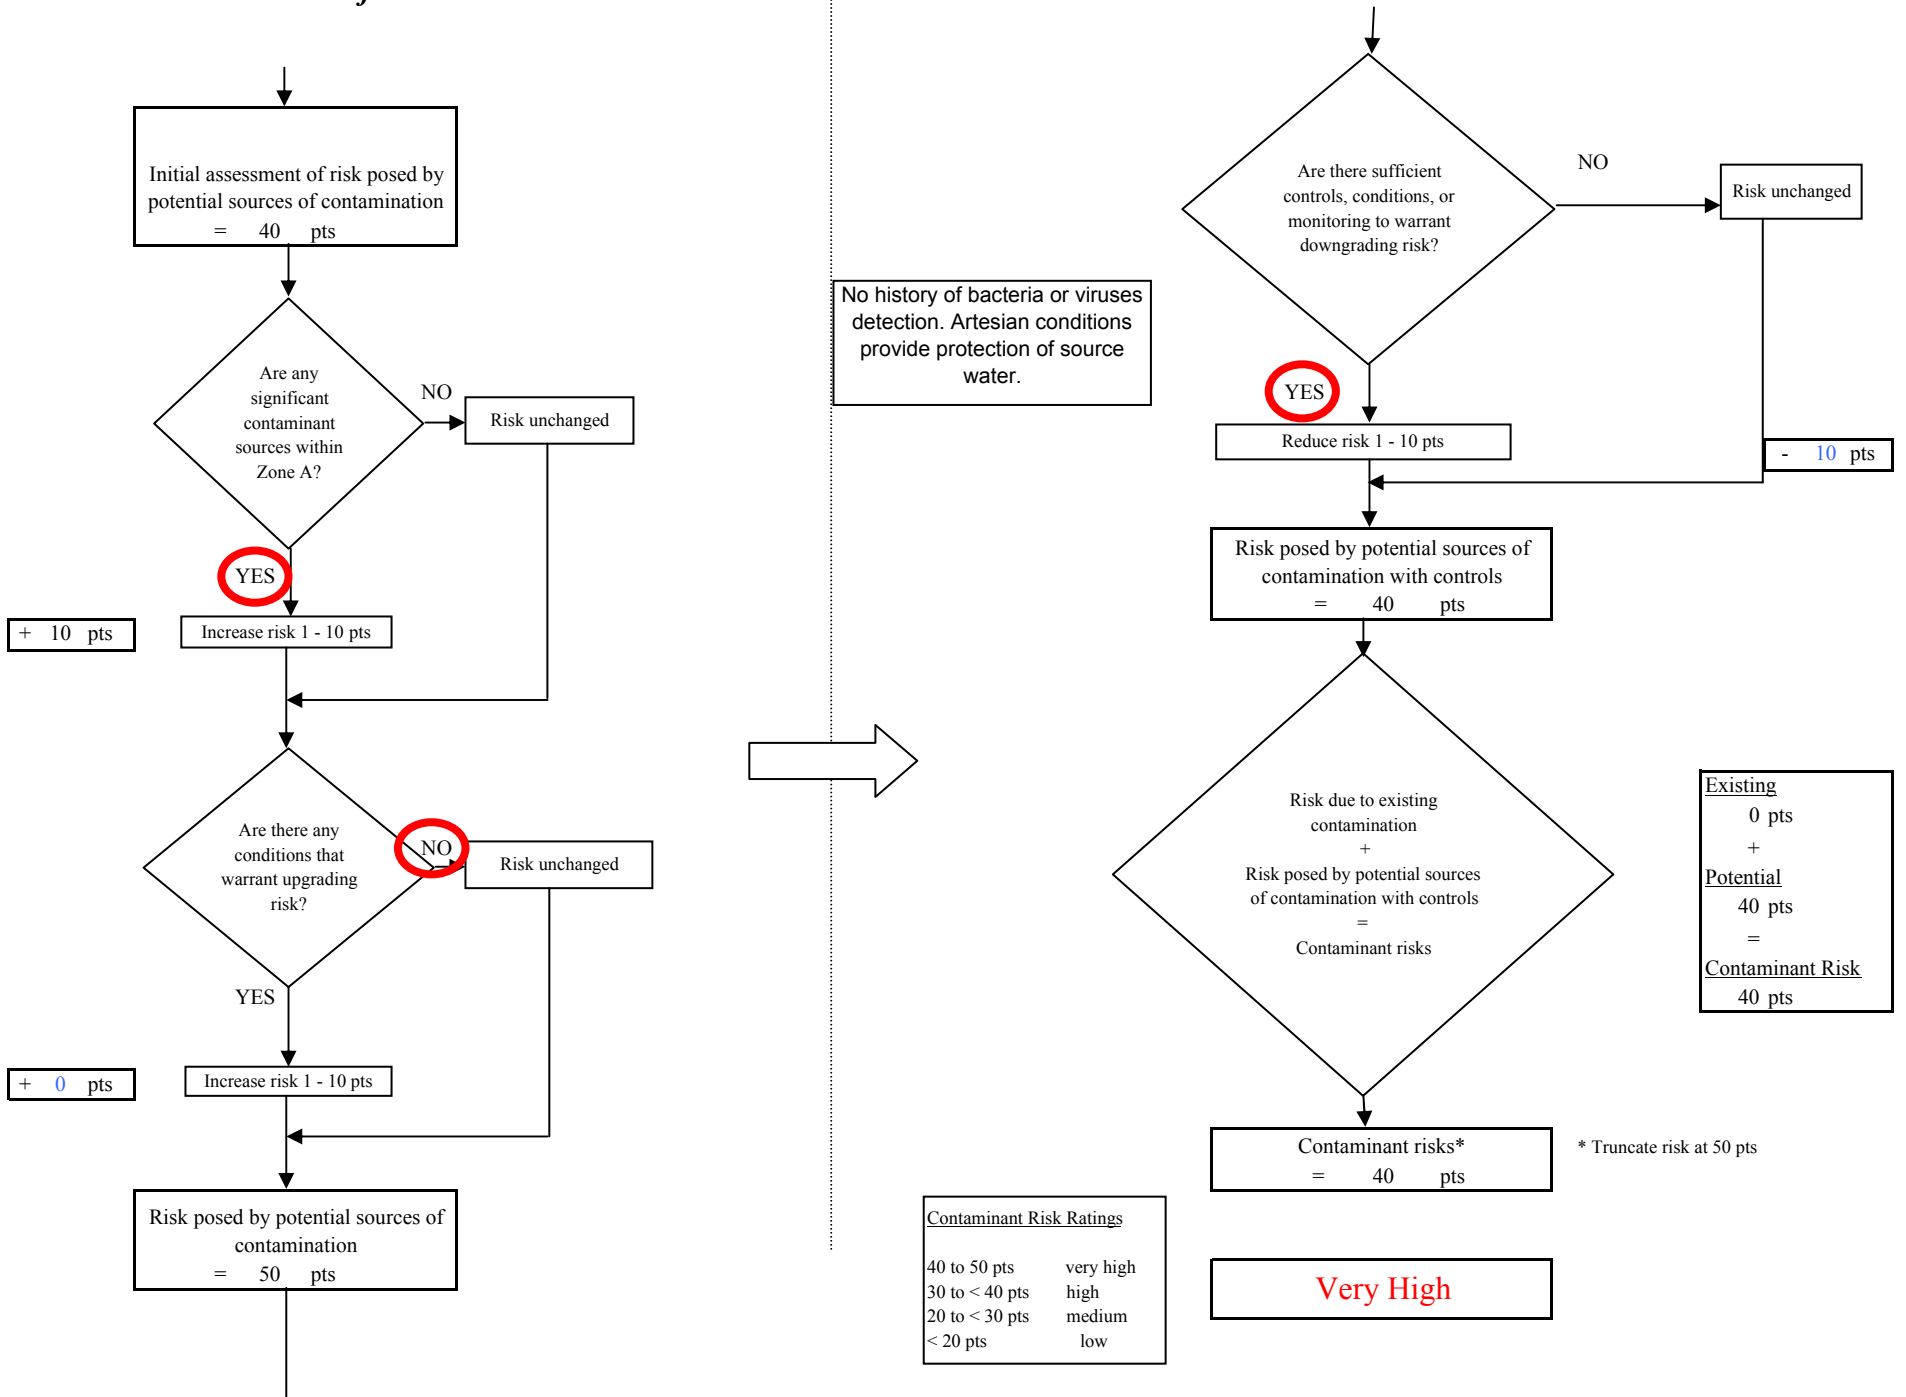 Initial assessment of risk posed by
potential sources of contamination
= 40 pts
Are any
significant
contaminant
sources within
Zone A?
NO
Risk unchanged
YES
+ 10 pts
Increase risk 1 - 10 pts
Are there any
conditions that
warrant upgrading
risk?
NO
Risk unchanged
YES
+ 0 pts
Increase risk 1 - 10 pts
Risk posed by potential sources of
contamination
= 50 pts
Are there sufficient
controls, conditions, or
monitoring to warrant
downgrading risk?
NO
Risk unchanged
No history of bacteria or viruses
detection. Artesian conditions
provide protection of source
water.
YES
Reduce risk 1 - 10 pts
- 10 pts
Risk posed by potential sources of
contamination with controls
= 40 pts
Risk due to existing
contamination
+
Risk posed by potential sources
of contamination with controls
=
Contaminant risks
Existing
0 pts
+
Potential
40 pts
=
Contaminant Risk
40 pts
Contaminant risks*
= 40 pts
* Truncate risk at 50 pts
Contaminant Risk Ratings
40 to 50 pts very high
30 to < 40 pts high
20 to < 30 pts medium
< 20 pts low
Very High